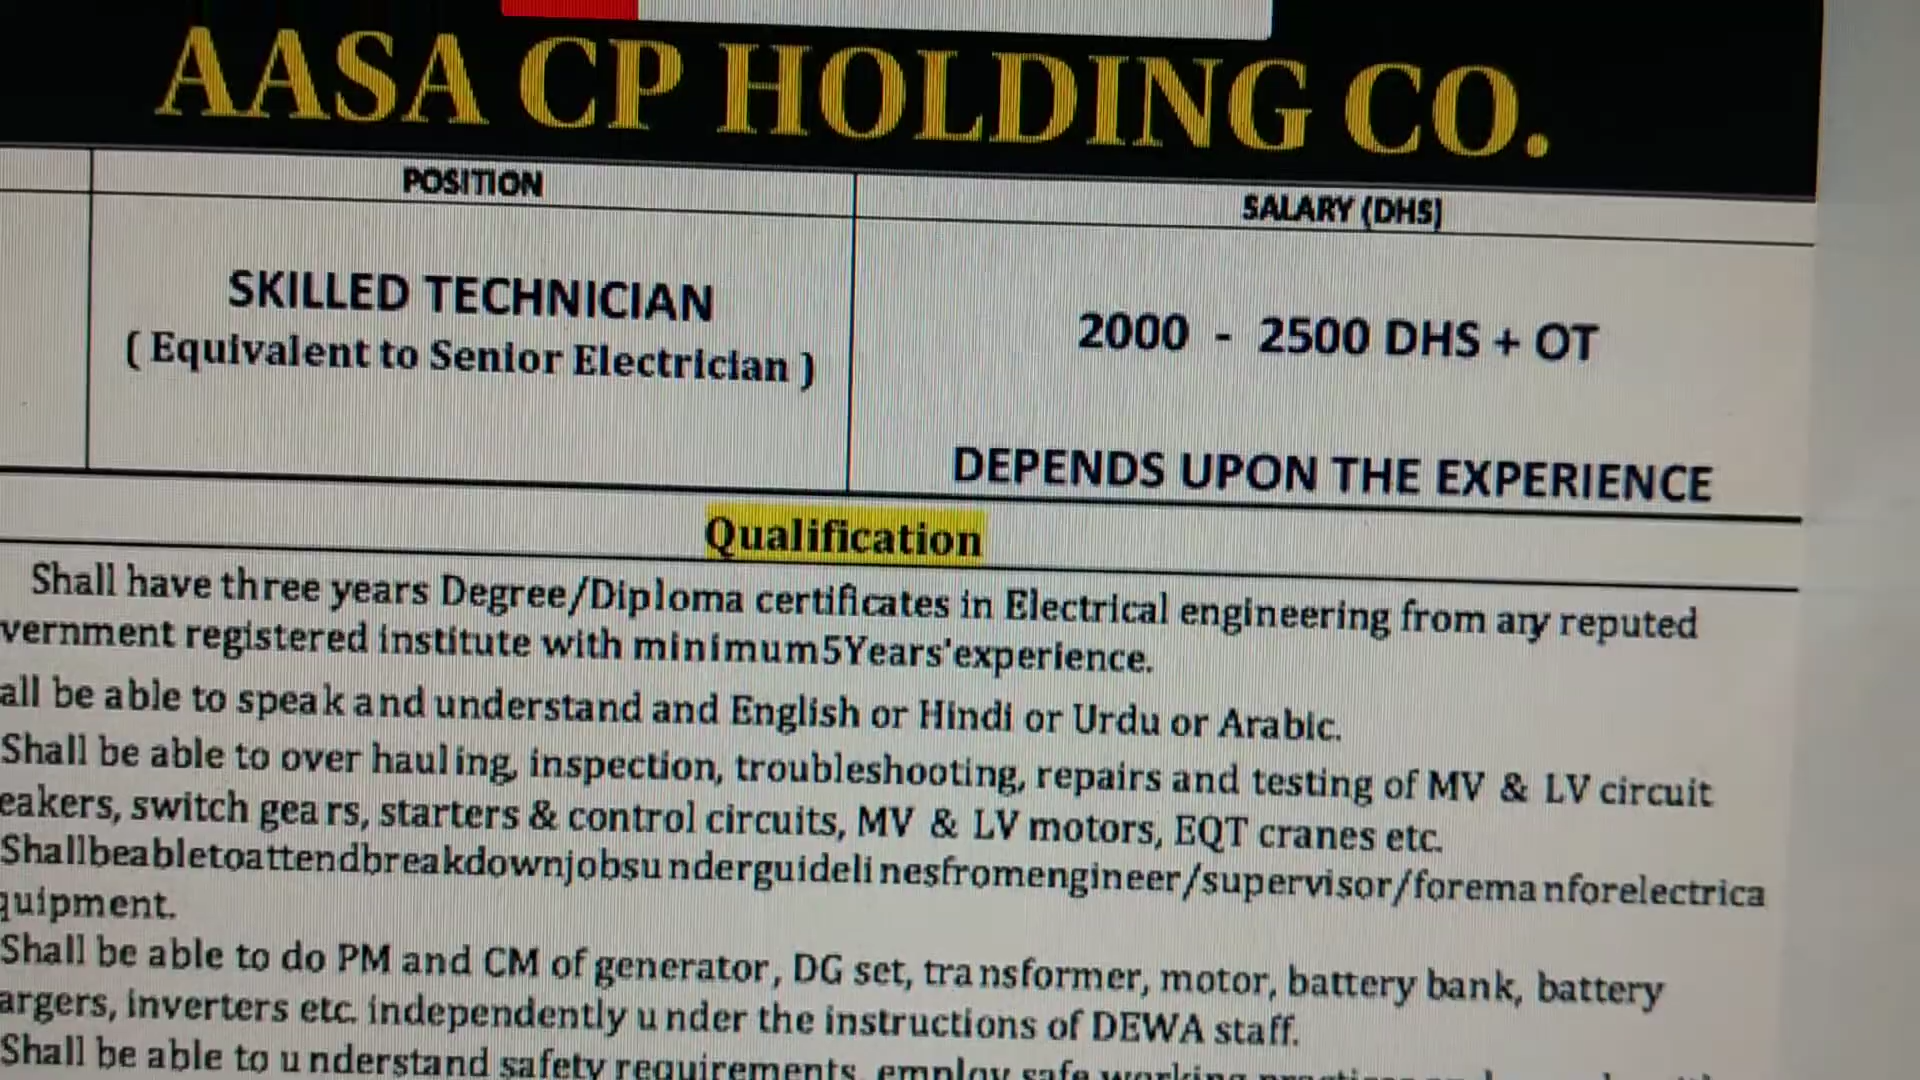 AASA CP HOLDING CO.
POSITION
SALARY (DHS)
SKILLED TECHNICIAN
( Equivalent to Senior Electrician )
2000 - 2500 DHS + OT
DEPENDS UPON THE EXPERIENCE
Qualification
Shall have three years Degree/Diploma certificates in Electrical engineering from any reputed
vernment registered institute with minimum5Years'experience.
all be able to speak and understand and English or Hindi or Urdu or Arabic.
Shall be able to over hauling, inspection, troubleshooting, repairs and testing of MV & LV circuit
eakers, switch gears, starters & control circuits, MV & LV motors, EQT cranes etc.
Shallbeabletoattendbreakdownjobsunderguidelinesfromengineer/supervisor/foremanforelectrica
quipment.
Shall be able to do PM and CM of generator, DG set, transformer, motor, battery bank, battery
argers, inverters etc. independently under the instructions of DEWA staff.
Shall be able to understand safety requirements, employ safe working